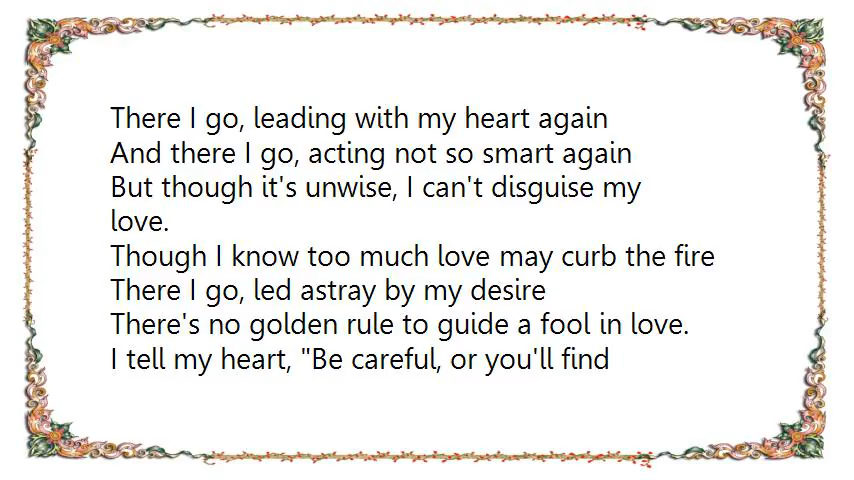 There I go, leading with my heart again
And there I go, acting not so smart again
But though it's unwise, I can't disguise my
love.
Though I know too much love may curb the fire
There I go, led astray by my desire
There's no golden rule to guide a fool in love.
I tell my heart, "Be careful, or you'll find